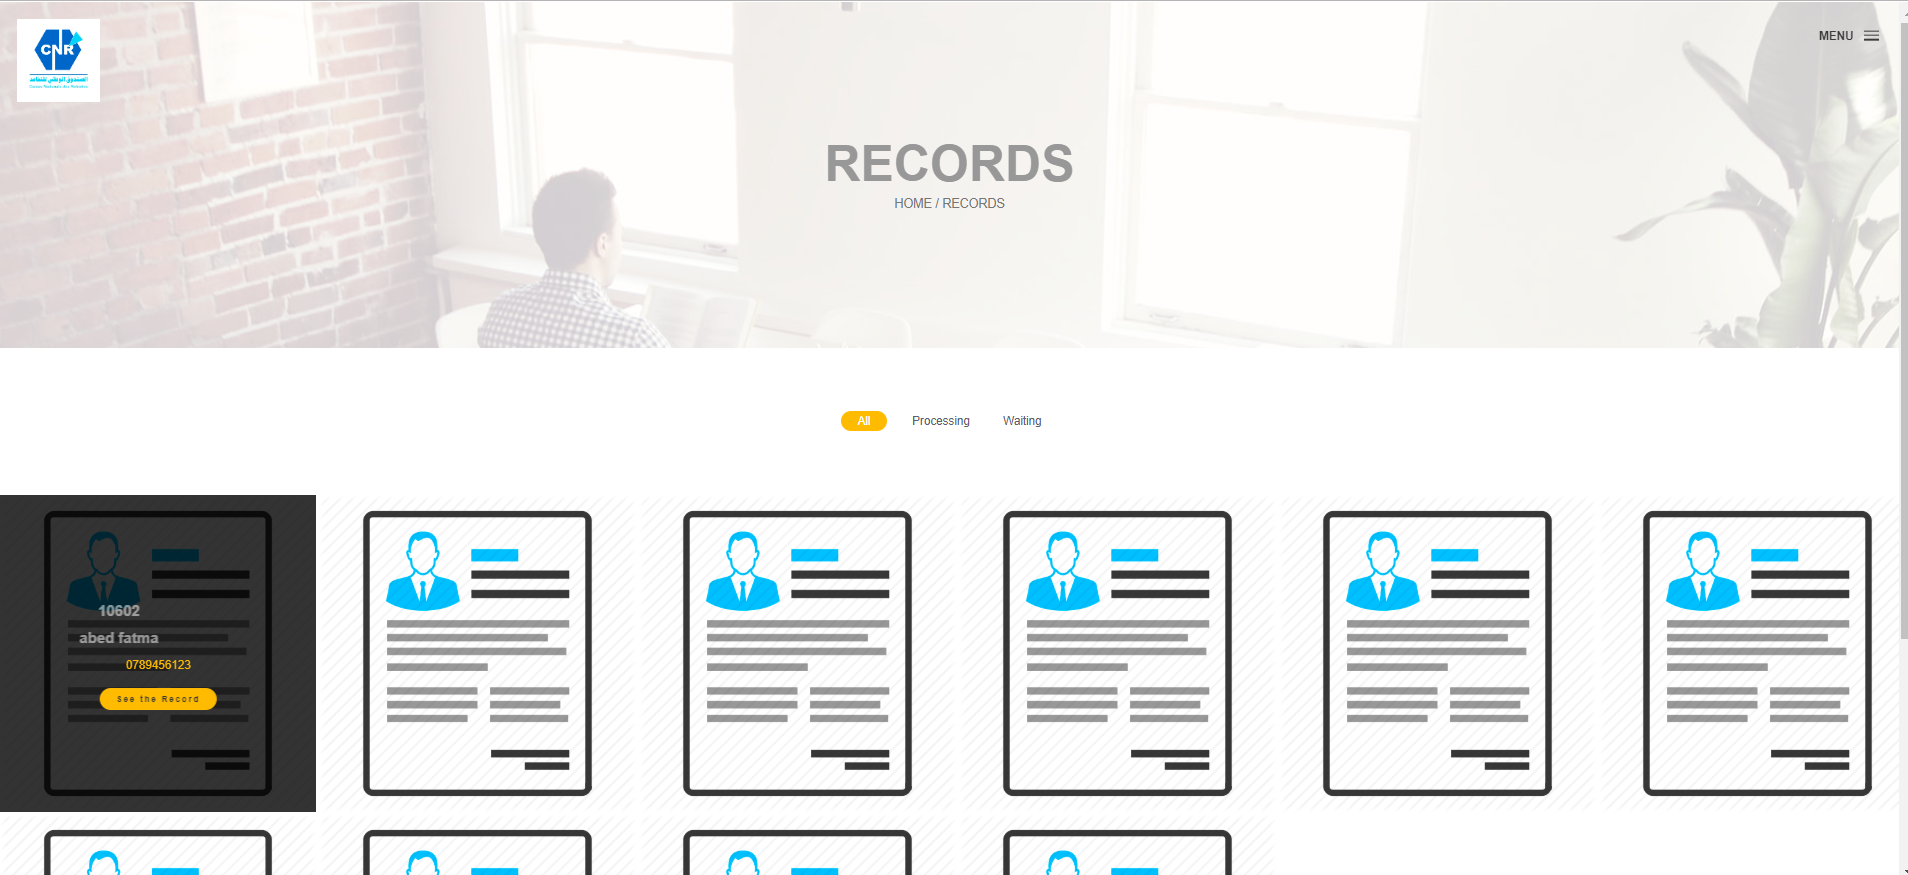 CNR
الصندوق الوطني للتقاعد
Caisse Nationale des Retraites
MENU
RECORDS
HOME / RECORDS
All
Processing
Waiting
10602
abed fatma
0789456123
See the Record